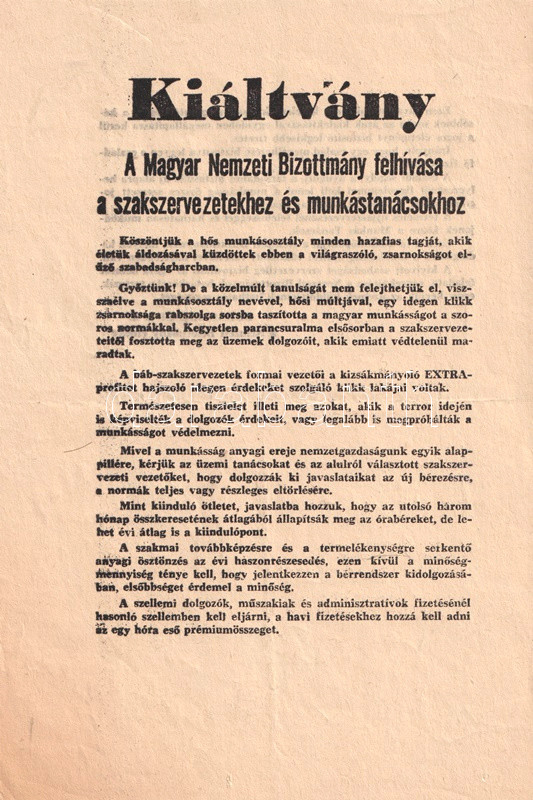 Kiáltvány
A Magyar Nemzeti Bizottmány felhívása
a szakszervezetekhez és munkástanácsokhoz
Köszöntjük a hős munkásosztály minden hazafias tagját, akik
életük áldozásával küzdöttek ebben a világraszóló, zsarnokságot el-
űző szabadságharcban.
Győztünk! De a közelmúlt tanulságát nem felejthetjük el, visz-
szaélve a munkásosztály nevével, hősi múltjával, egy idegen klikk
zsarnoksága rabszolga sorsba taszította a magyar munkásságot a szo-
ros normákkal. Kegyetlen parancsuralma elsősorban a szakszerveze-
teitől fosztotta meg az üzemek dolgozóit, akik emiatt védtelenül ma-
radtak.
A báb-szakszervezetek formai vezetői a kizsákmányoló EXTRA-
profitot hajszoló idegen érdekeket szolgáló klikk lakájai voltak.
Természetesen tisztelet illeti meg azokat, akik a terror idején
is képviselték a dolgozók érdekeit, vagy legalább is megpróbálták a
munkásságot védelmezni.
Mivel a munkásság anyagi ereje nemzetgazdaságunk egyik alap-
pillére, kérjük az üzemi tanácsokat és az alulról választott szakszer-
vezeti vezetőket, hogy dolgozzák ki javaslataikat az új bérezésre,
a normák teljes vagy részleges eltörlésére.
Mint kiinduló ötletet, javaslatba hozzuk, hogy az utolsó három
hónap összkeresetének átlagából állapítsák meg az órabéreket, de le-
het évi átlag is a kiindulópont.
A szakmai továbbképzésre és a termelékenységre serkentő
anyagi ösztönzés az évi haszonrészesedés, ezen kívül a minőség-
mennyiség ténye kell, hogy jelentkezzen a bérrendszer kidolgozásá-
ban, elsőbbséget érdemel a minőség.
A szellemi dolgozók, műszakiak és adminisztratívok fizetésénél
hasonló szellemben kell eljárni, a havi fizetésekhez hozzá kell adni
az egy hóra eső prémiumösszeget.